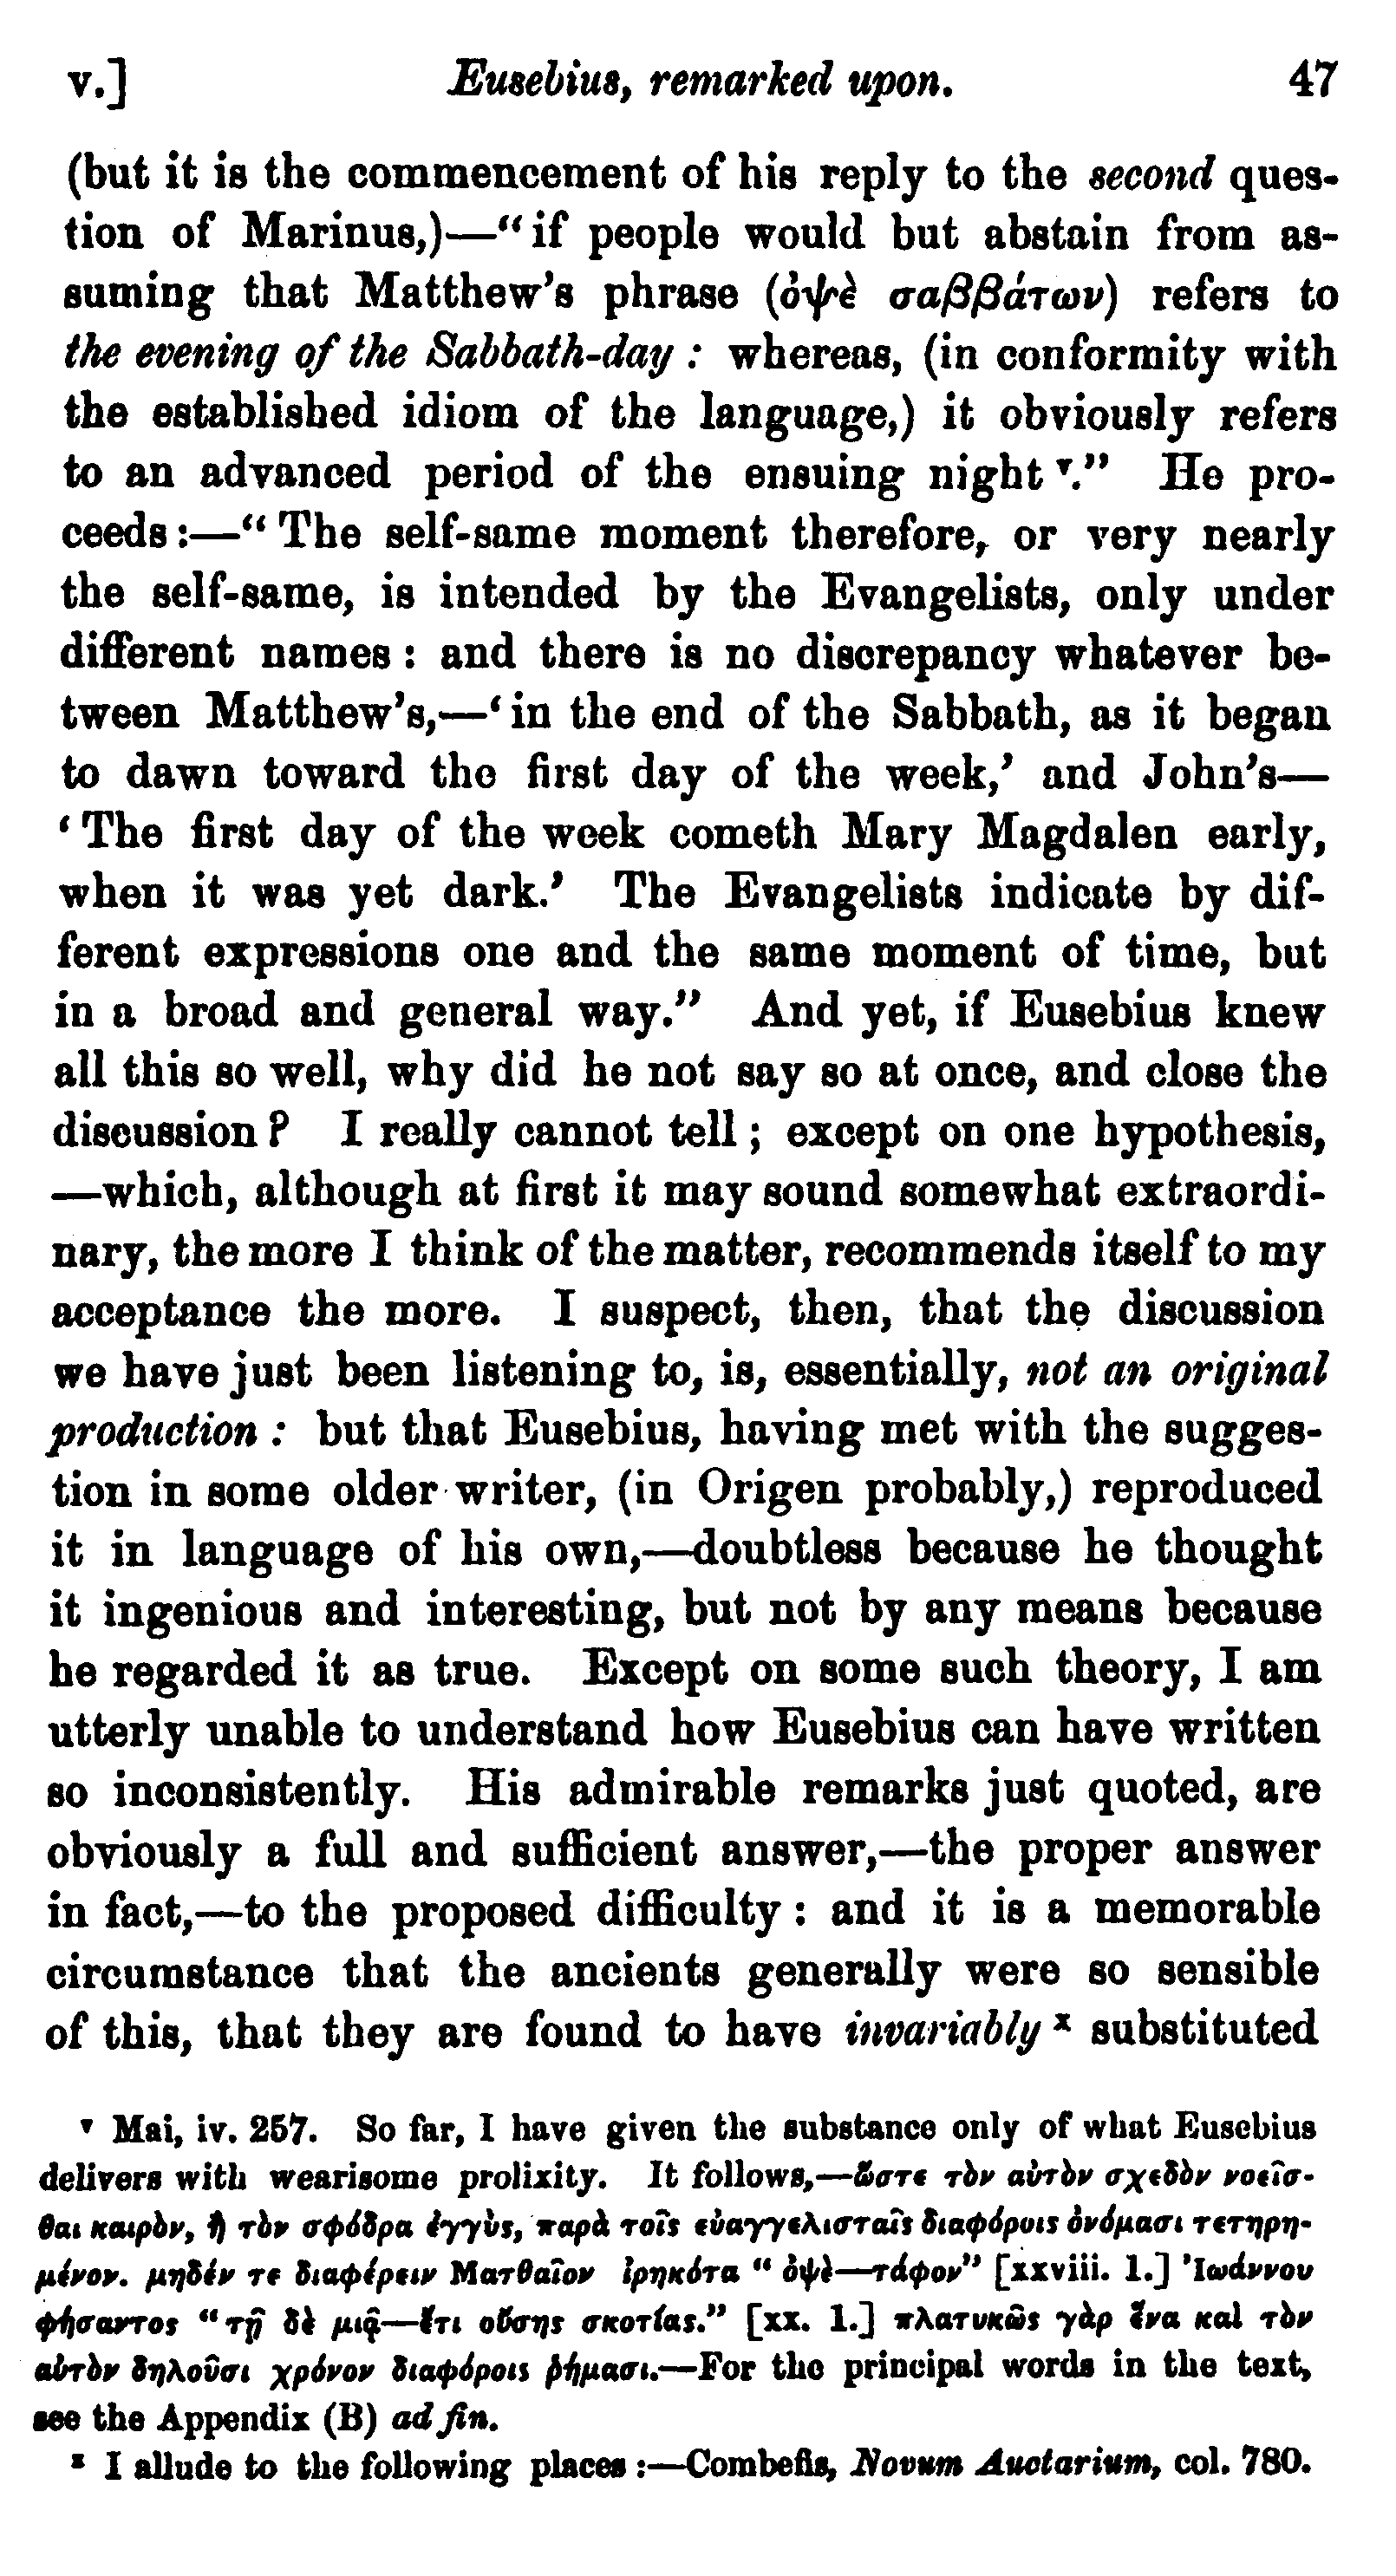 v.] Eusebius, remarked upon. 47
(but it is the commencement of his reply to the second ques-
tion of Marinus,)—“if people would but abstain from as-
suming that Matthew’s phrase (ὀψὲ σαββάτων) refers to
the evening of the Sabbath-day : whereas, (in conformity with
the established idiom of the language,) it obviously refers
to an advanced period of the ensuing night ᵛ.” He pro-
ceeds :—“ The self-same moment therefore, or very nearly
the self-same, is intended by the Evangelists, only under
different names : and there is no discrepancy whatever be-
tween Matthew’s,—‘ in the end of the Sabbath, as it began
to dawn toward the first day of the week,’ and John’s—
‘ The first day of the week cometh Mary Magdalen early,
when it was yet dark.’ The Evangelists indicate by dif-
ferent expressions one and the same moment of time, but
in a broad and general way.” And yet, if Eusebius knew
all this so well, why did he not say so at once, and close the
discussion ? I really cannot tell ; except on one hypothesis,
—which, although at first it may sound somewhat extraordi-
nary, the more I think of the matter, recommends itself to my
acceptance the more. I suspect, then, that the discussion
we have just been listening to, is, essentially, not an original
production : but that Eusebius, having met with the sugges-
tion in some older writer, (in Origen probably,) reproduced
it in language of his own,—doubtless because he thought
it ingenious and interesting, but not by any means because
he regarded it as true. Except on some such theory, I am
utterly unable to understand how Eusebius can have written
so inconsistently. His admirable remarks just quoted, are
obviously a full and sufficient answer,—the proper answer
in fact,—to the proposed difficulty : and it is a memorable
circumstance that the ancients generally were so sensible
of this, that they are found to have invariably ˣ substituted
ᵛ Mai, iv. 257. So far, I have given the substance only of what Eusebius
delivers with wearisome prolixity. It follows,—ὥστε τὸν αὐτὸν σχεδὸν νοεῖσ-
θαι καιρὸν, ἢ τὸν σφόδρα ἐγγὺς, παρὰ τοῖς εὐαγγελισταῖς διαφόροις ὀνόμασι τετηρη-
μένον. μηδέν τε διαφέρειν Ματθαῖον ἰρηκότα “ ὀψὲ—τάφον” [xxviii. 1.] Ἰωάννου
φήσαντος “ τῇ δὲ μιᾷ—ἔτι οὔσης σκοτίας.” [xx. 1.] πλατυκῶς γὰρ ἕνα καὶ τὸν
αὐτὸν δηλοῦσι χρόνον διαφόροις ῥήμασι.—For the principal words in the text,
see the Appendix (B) ad fin.
ˣ I allude to the following places :—Combefis, Novum Auctarium, col. 780.